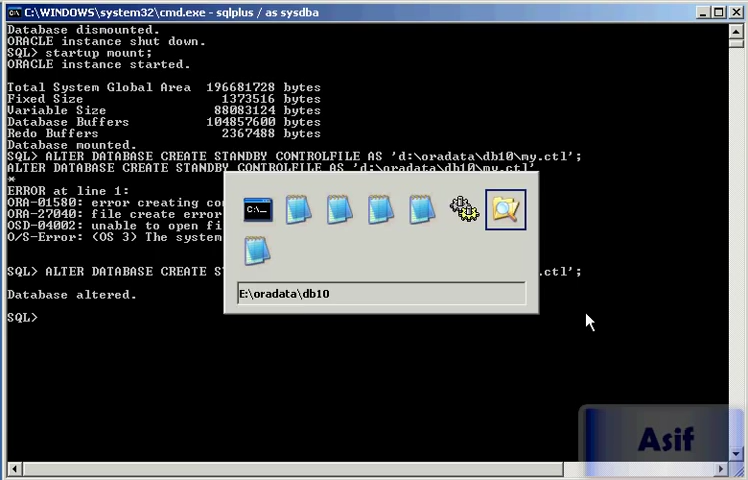 C:\WINDOWS\system32\cmd.exe - sqlplus / as sysdba
Database dismounted.
ORACLE instance shut down.
SQL> startup mount;
ORACLE instance started.
Total System Global Area 196681728 bytes
Fixed Size 1373516 bytes
Variable Size 88083124 bytes
Database Buffers 104857600 bytes
Redo Buffers 2367488 bytes
Database mounted.
SQL> ALTER DATABASE CREATE STANDBY CONTROLFILE AS 'd:\oradata\db10\my.ctl';
ALTER DATABASE CREATE STANDBY CONTROLFILE AS 'd:\oradata\db10\my.ctl'
*
ERROR at line 1:
ORA-01580: error creating
ORA-27040: file create error
OSD-04002: unable to open
O/S-Error: (OS 3) The system
SQL> ALTER DATABASE CREATE .ctl';
Database altered.
SQL>
C:\_
E:\oradata\db10
Asif